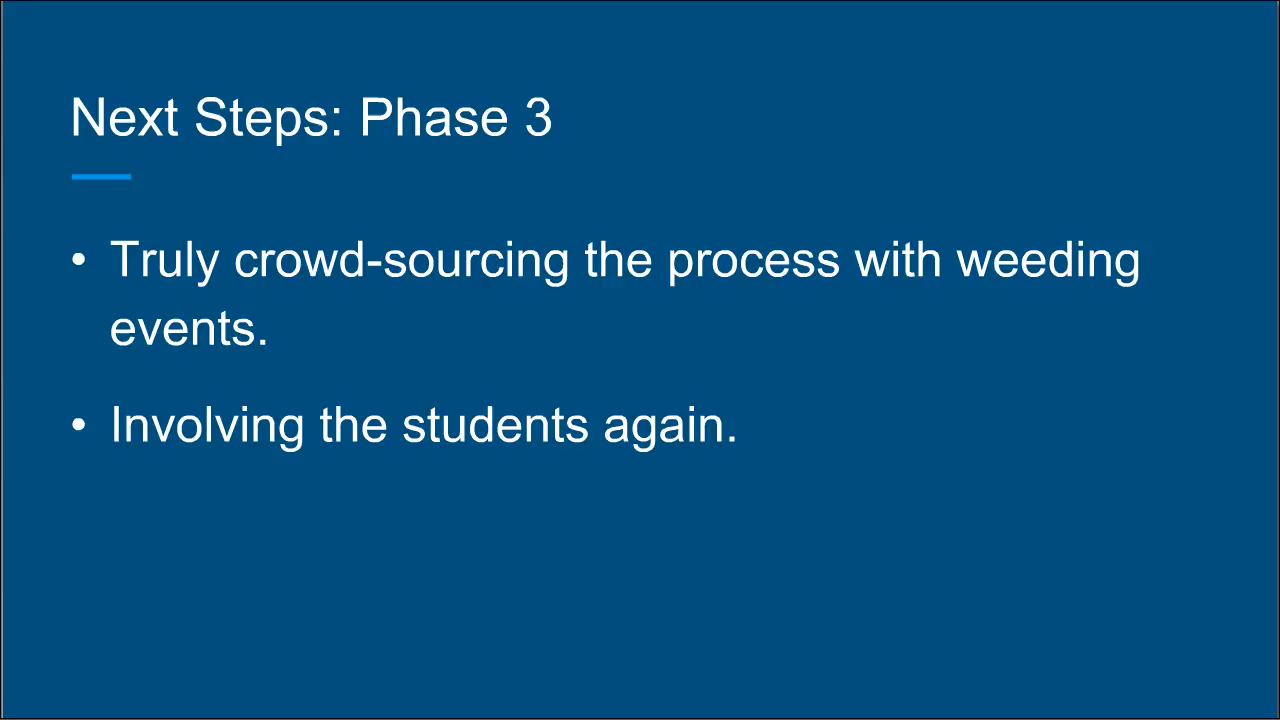 Next Steps: Phase 3
• Truly crowd-sourcing the process with weeding
events.
• Involving the students again.